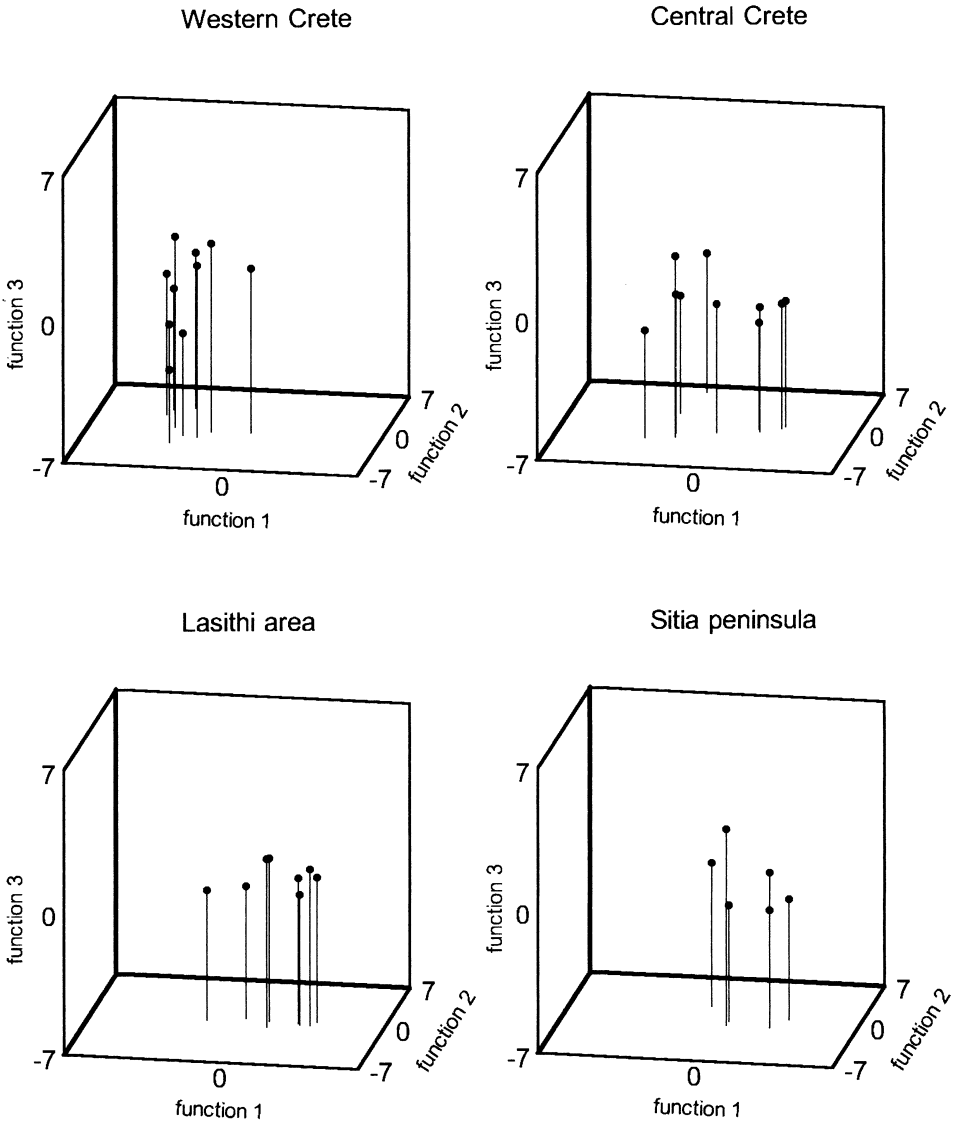 Western Crete
7
0
-7
function 3
0
function 1
7
0
-7
function 2
Central Crete
7
0
-7
function 3
0
function 1
7
0
-7
function 2
Lasithi area
7
0
-7
function 3
0
function 1
7
0
-7
function 2
Sitia peninsula
7
0
-7
function 3
0
function 1
7
0
-7
function 2